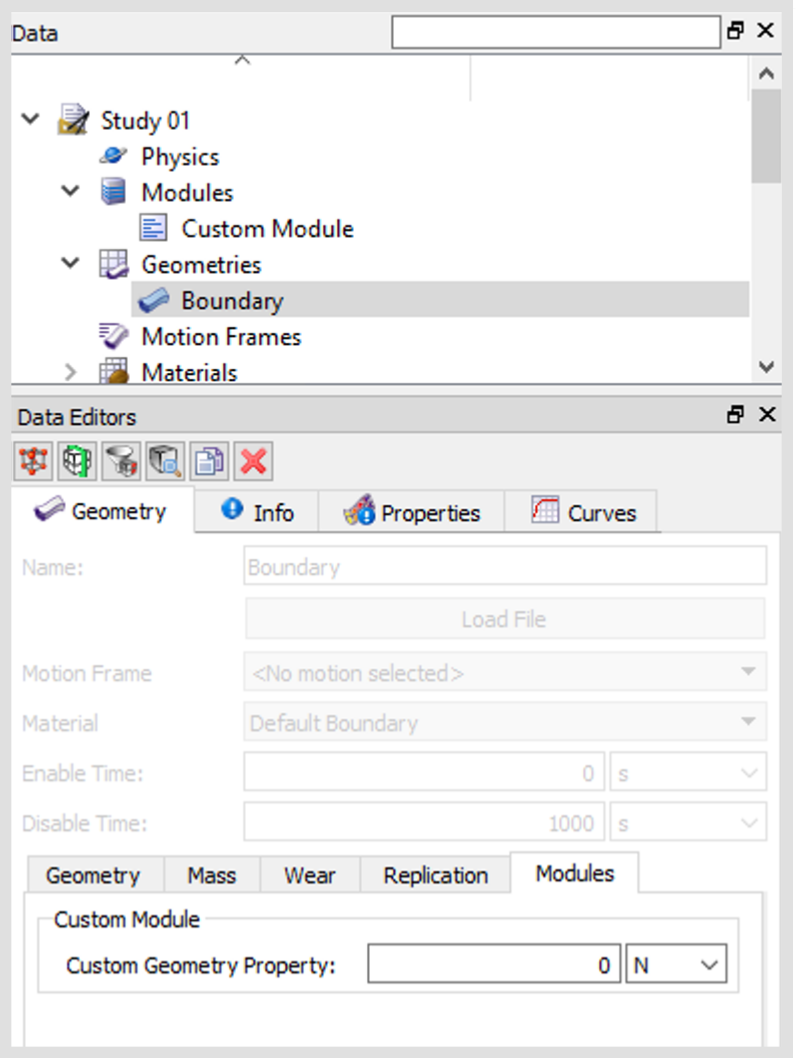 Data
Study 01
Physics
Modules
Custom Module
Geometries
Boundary
Motion Frames
Materials
Data Editors
Geometry Info Properties Curves
Name: Boundary
Load File
Motion Frame <No motion selected>
Material Default Boundary
Enable Time: 0 s
Disable Time: 1000 s
Geometry Mass Wear Replication Modules
Custom Module
Custom Geometry Property: 0 N